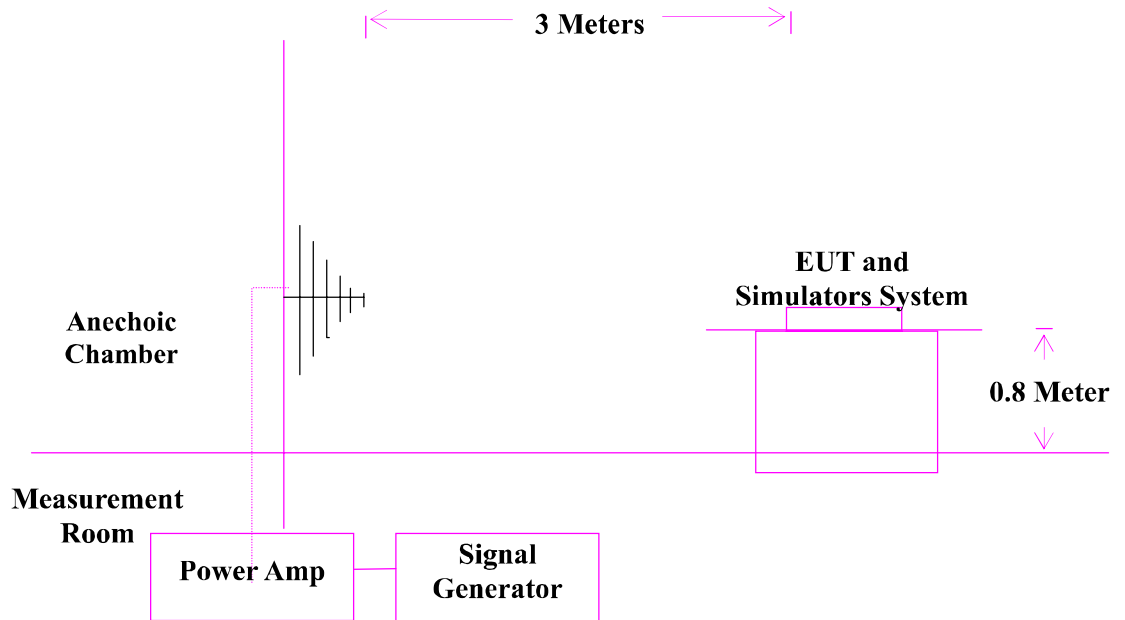 3 Meters
EUT and
Simulators System
Anechoic
Chamber
0.8 Meter
Measurement
Room
Power Amp
Signal
Generator